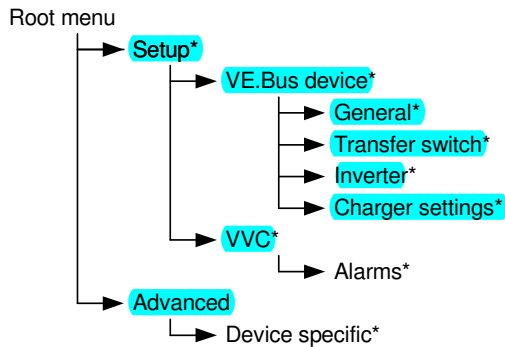 Root menu
Setup*
VE.Bus device*
General*
Transfer switch*
Inverter*
Charger settings*
VVC*
Alarms*
Advanced
Device specific*